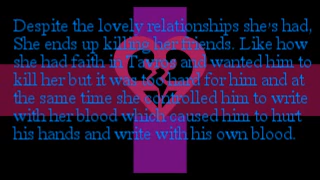 Despite the lovely relationships she's had,
She ends up killing her friends. Like how
she had faith in Tavros and wanted him to
kill her but it was too hard for him and at
the same time she controlled him to write
with her blood which caused him to hurt
his hands and write with his own blood.